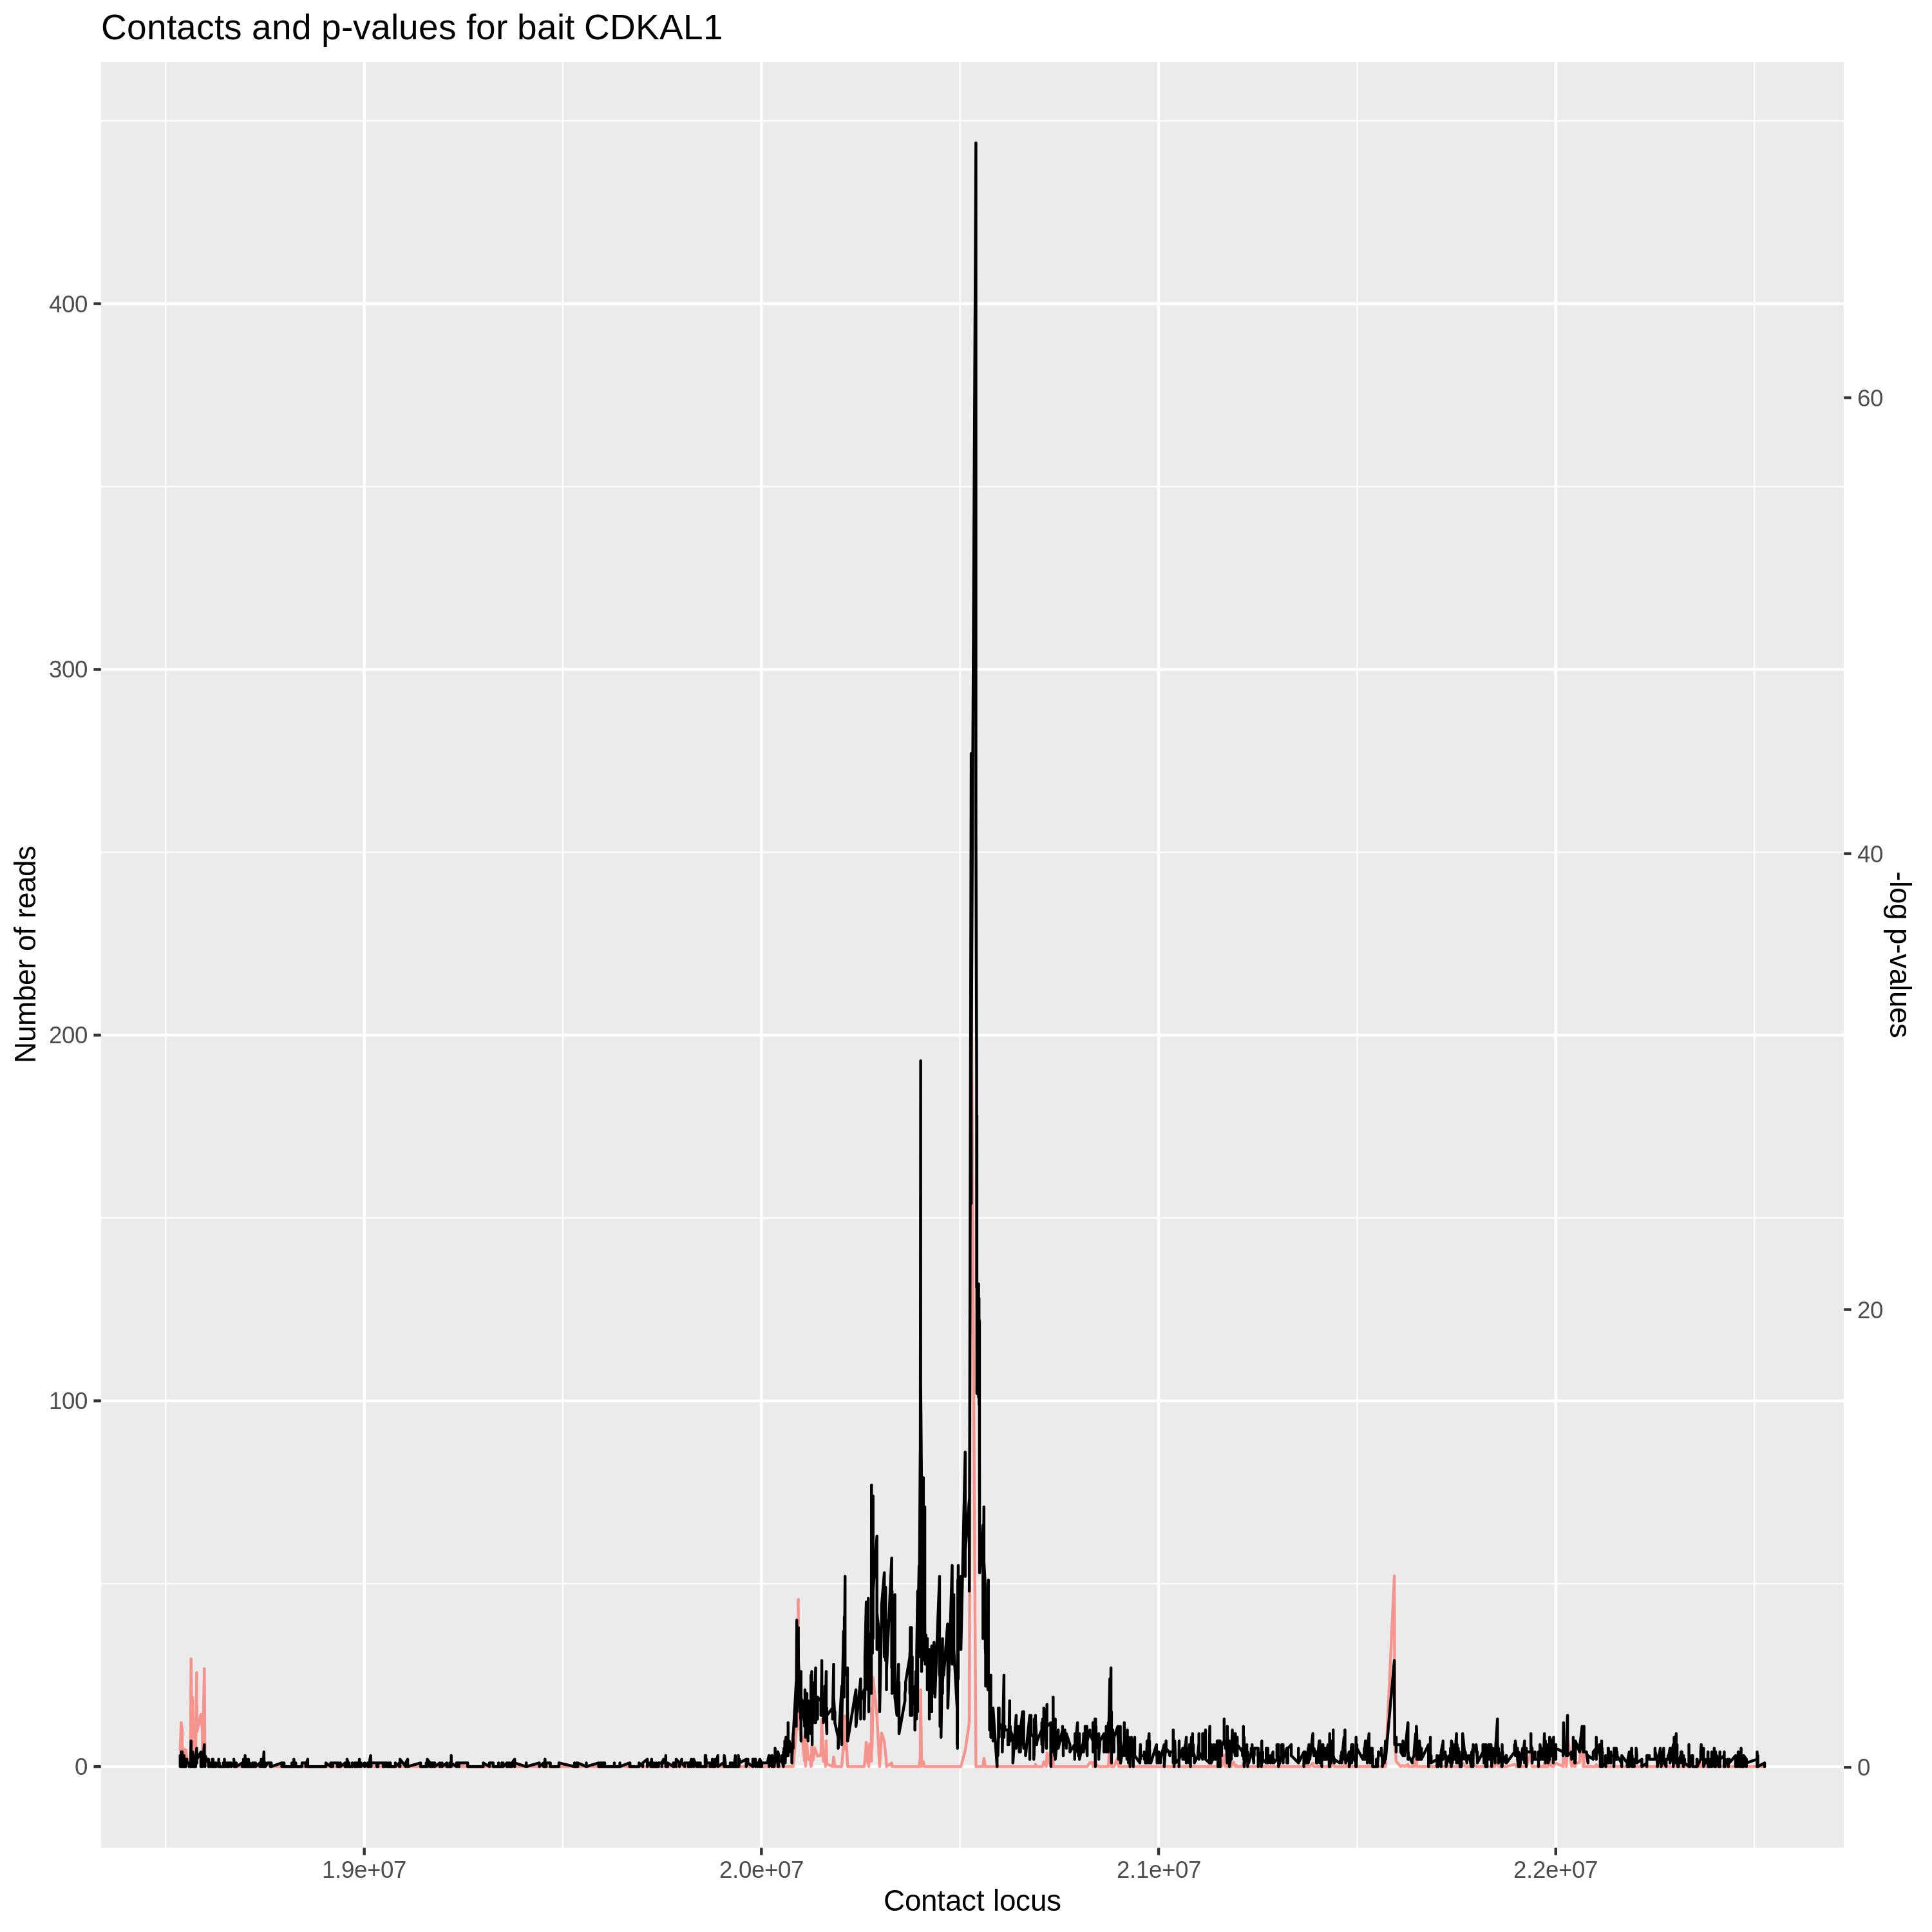 Contacts and p-values for bait CDKAL1
400
300
200
100
0
Number of reads
60
40
20
0
-log p-values
1.9e+07
2.0e+07
2.1e+07
2.2e+07
Contact locus